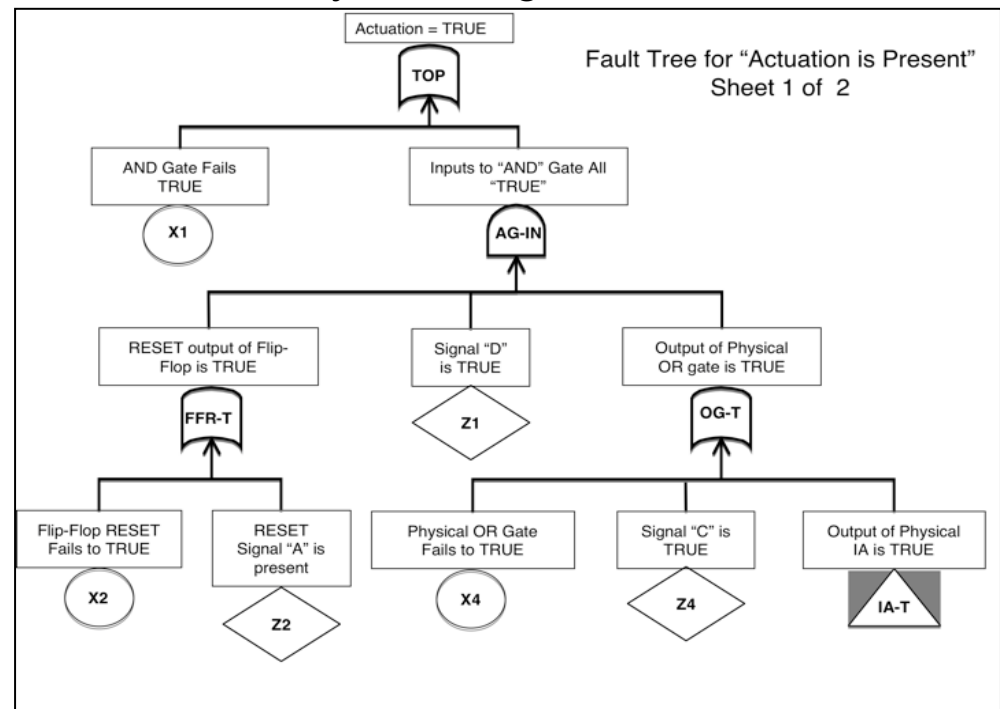 Actuation = TRUE
TOP
Fault Tree for “Actuation is Present”
Sheet 1 of 2
AND Gate Fails
TRUE
X1
Inputs to “AND” Gate All
“TRUE”
AG-IN
RESET output of Flip-
Flop is TRUE
FFR-T
Signal “D”
is TRUE
Z1
Output of Physical
OR gate is TRUE
OG-T
Flip-Flop RESET
Fails to TRUE
X2
RESET
Signal “A” is
present
Z2
Physical OR Gate
Fails to TRUE
X4
Signal “C” is
TRUE
Z4
Output of Physical
IA is TRUE
IA-T